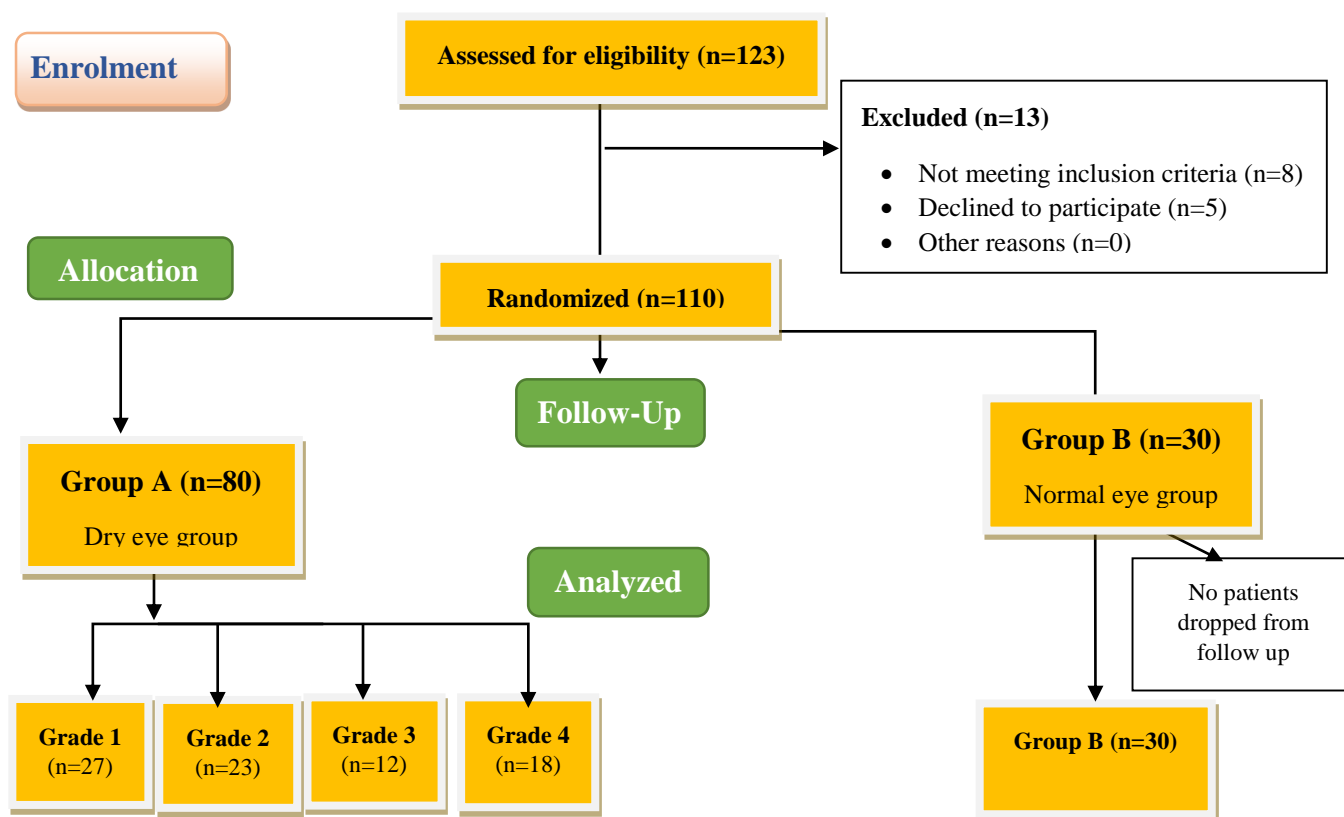 Enrolment
Assessed for eligibility (n=123)
Excluded (n=13)
• Not meeting inclusion criteria (n=8)
• Declined to participate (n=5)
• Other reasons (n=0)
Allocation
Randomized (n=110)
Follow-Up
Group A (n=80)
Dry eye group
Group B (n=30)
Normal eye group
Analyzed
No patients
dropped from
follow up
Grade 1
(n=27)
Grade 2
(n=23)
Grade 3
(n=12)
Grade 4
(n=18)
Group B (n=30)